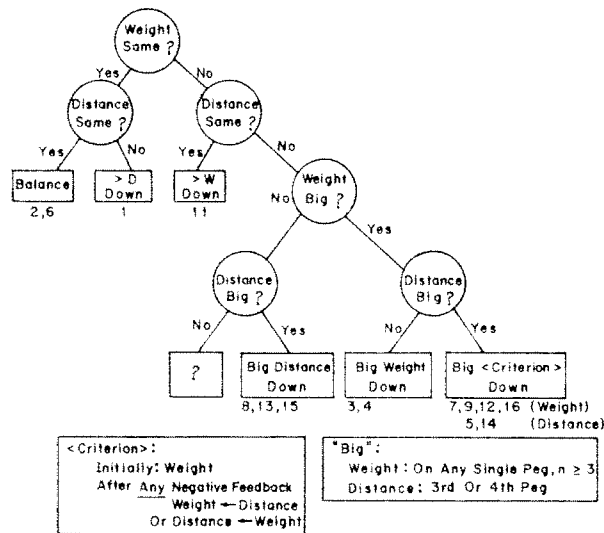 Weight
Same ?
Yes
No
Distance
Same ?
Distance
Same ?
Yes
No
Yes
No
Balance
> D
Down
> W
Down
Weight
Big ?
2,6
1
11
No
Yes
Distance
Big ?
Distance
Big ?
No
Yes
No
Yes
?
Big Distance
Down
Big Weight
Down
Big <Criterion>
Down
8,13,15
3,4
7,9,12,16 (Weight)
5,14 (Distance)
<Criterion>:
Initially: Weight
After Any Negative Feedback
Weight ← Distance
Or Distance ← Weight
"Big":
Weight: On Any Single Peg, n ≥ 3
Distance: 3rd Or 4th Peg